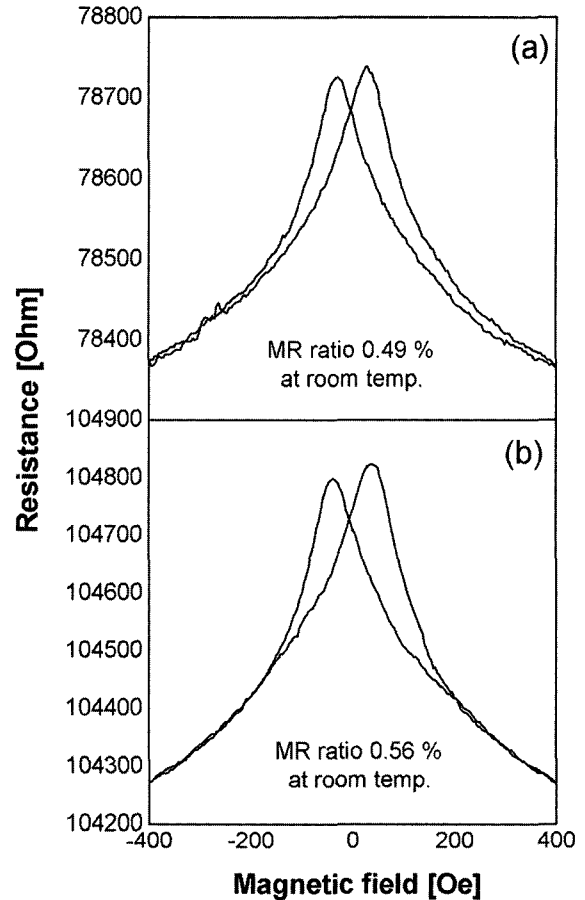 78800
(a)
78700
78600
78500
78400
MR ratio 0.49 %
at room temp.
Resistance [Ohm]
104900
(b)
104800
104700
104600
104500
104400
104300
104200
MR ratio 0.56 %
at room temp.
-400 -200 0 200 400
Magnetic field [Oe]